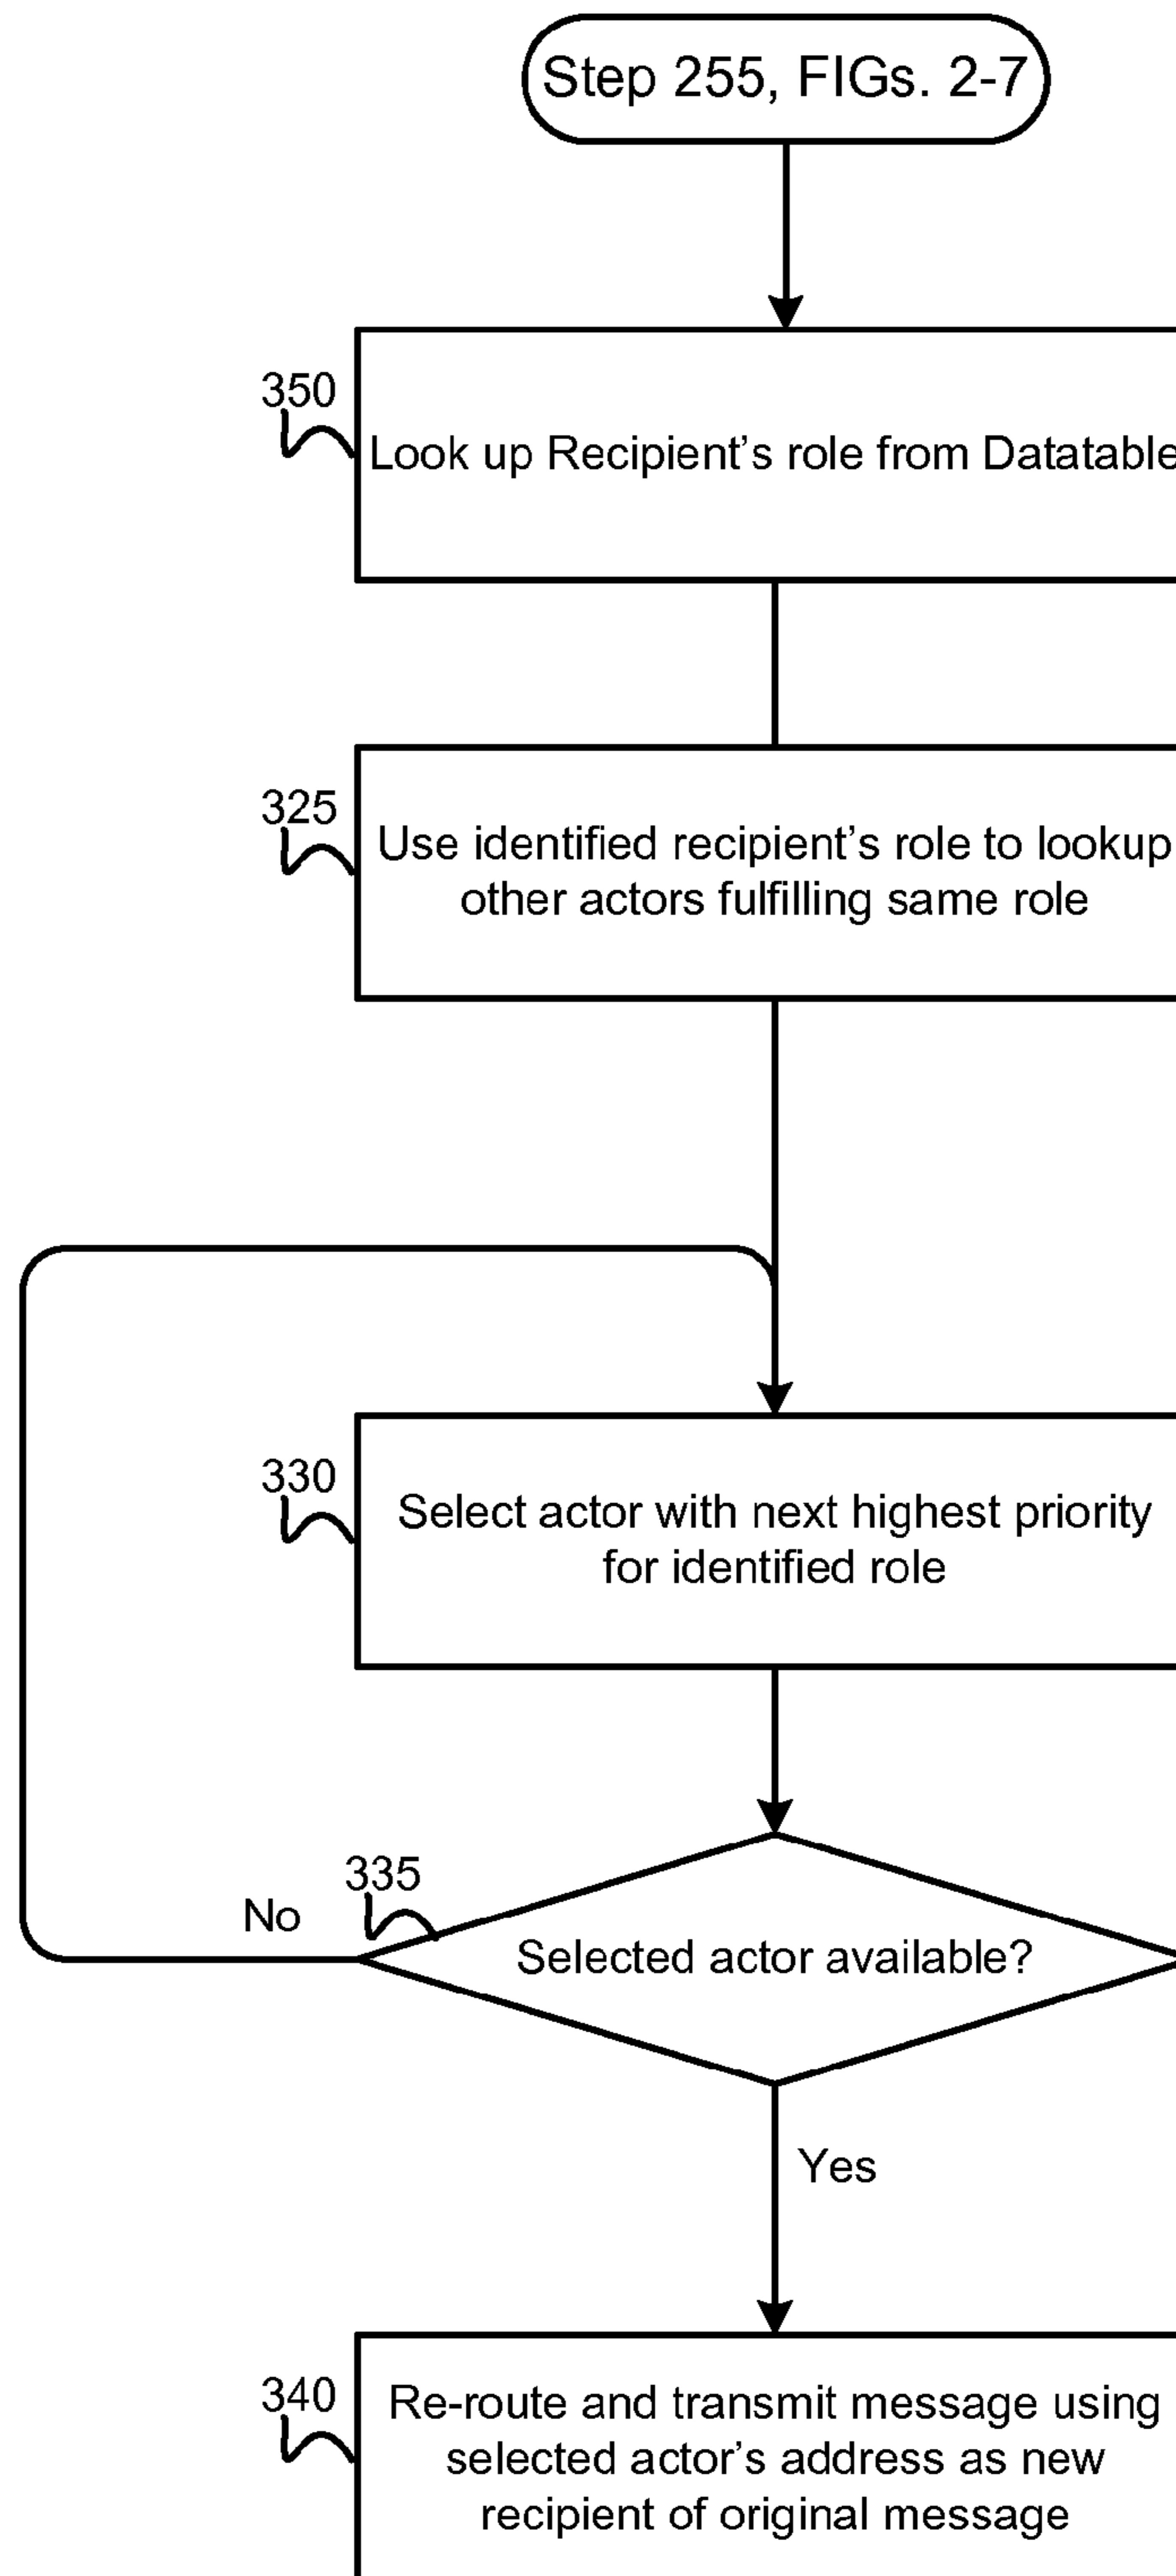 Step 255, FIGs. 2-7
350
Look up Recipient's role from Datatable
325
Use identified recipient's role to lookup
other actors fulfilling same role
330
Select actor with next highest priority
for identified role
335
No
Selected actor available?
Yes
340
Re-route and transmit message using
selected actor's address as new
recipient of original message